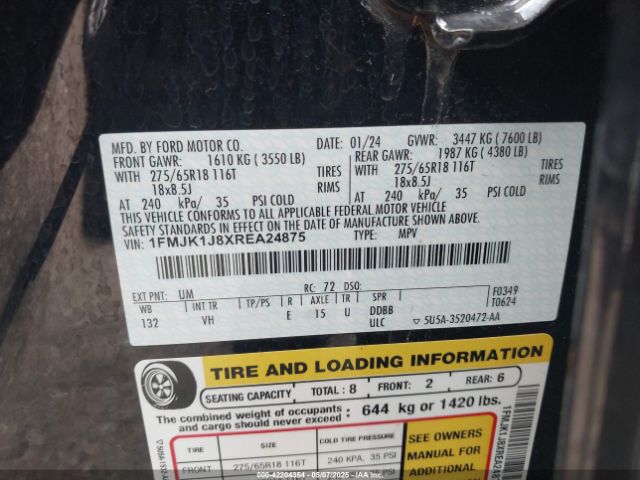 MFD. BY FORD MOTOR CO. 01/24 GVWR: 3447 KG ( 7600 LB)
FRONT GAWR: 1610 KG ( 3550 LB) REAR GAWR: 1987 KG ( 4380 LB)
WITH 275/65R18 116T TIRES WITH 275/65R18 116T TIRES
18x8.5J RIMS 18x8.5J RIMS
AT 240 kPa/ 35 PSI COLD AT 240 kPa/ 35 PSI COLD
THIS VEHICLE CONFORMS TO ALL APPLICABLE FEDERAL MOTOR VEHICLE
SAFETY STANDARDS IN EFFECT ON THE DATE OF MANUFACTURE SHOWN ABOVE.
VIN: 1FMJK1J8XREA24875 TYPE: MPV
EXT PNT: UM RC: 72 DSO: F0349
WB INT TR TP/PS R AXLE TR SPR T0624
132 VH E 15 U DDBB
ULC 5U5A-3520472-AA
TIRE AND LOADING INFORMATION
SEATING CAPACITY TOTAL: 8 FRONT: 2 REAR: 6
The combined weight of occupants and cargo should never exceed: 644 kg or 1420 lbs.
TIRE SIZE COLD TIRE PRESSURE SEE OWNERS
MANUAL FOR
FRONT 275/65R18 116T 240 KPA, 35 PSI ADDITIONAL
00-42204354 05/07/2025 IAAI.COM